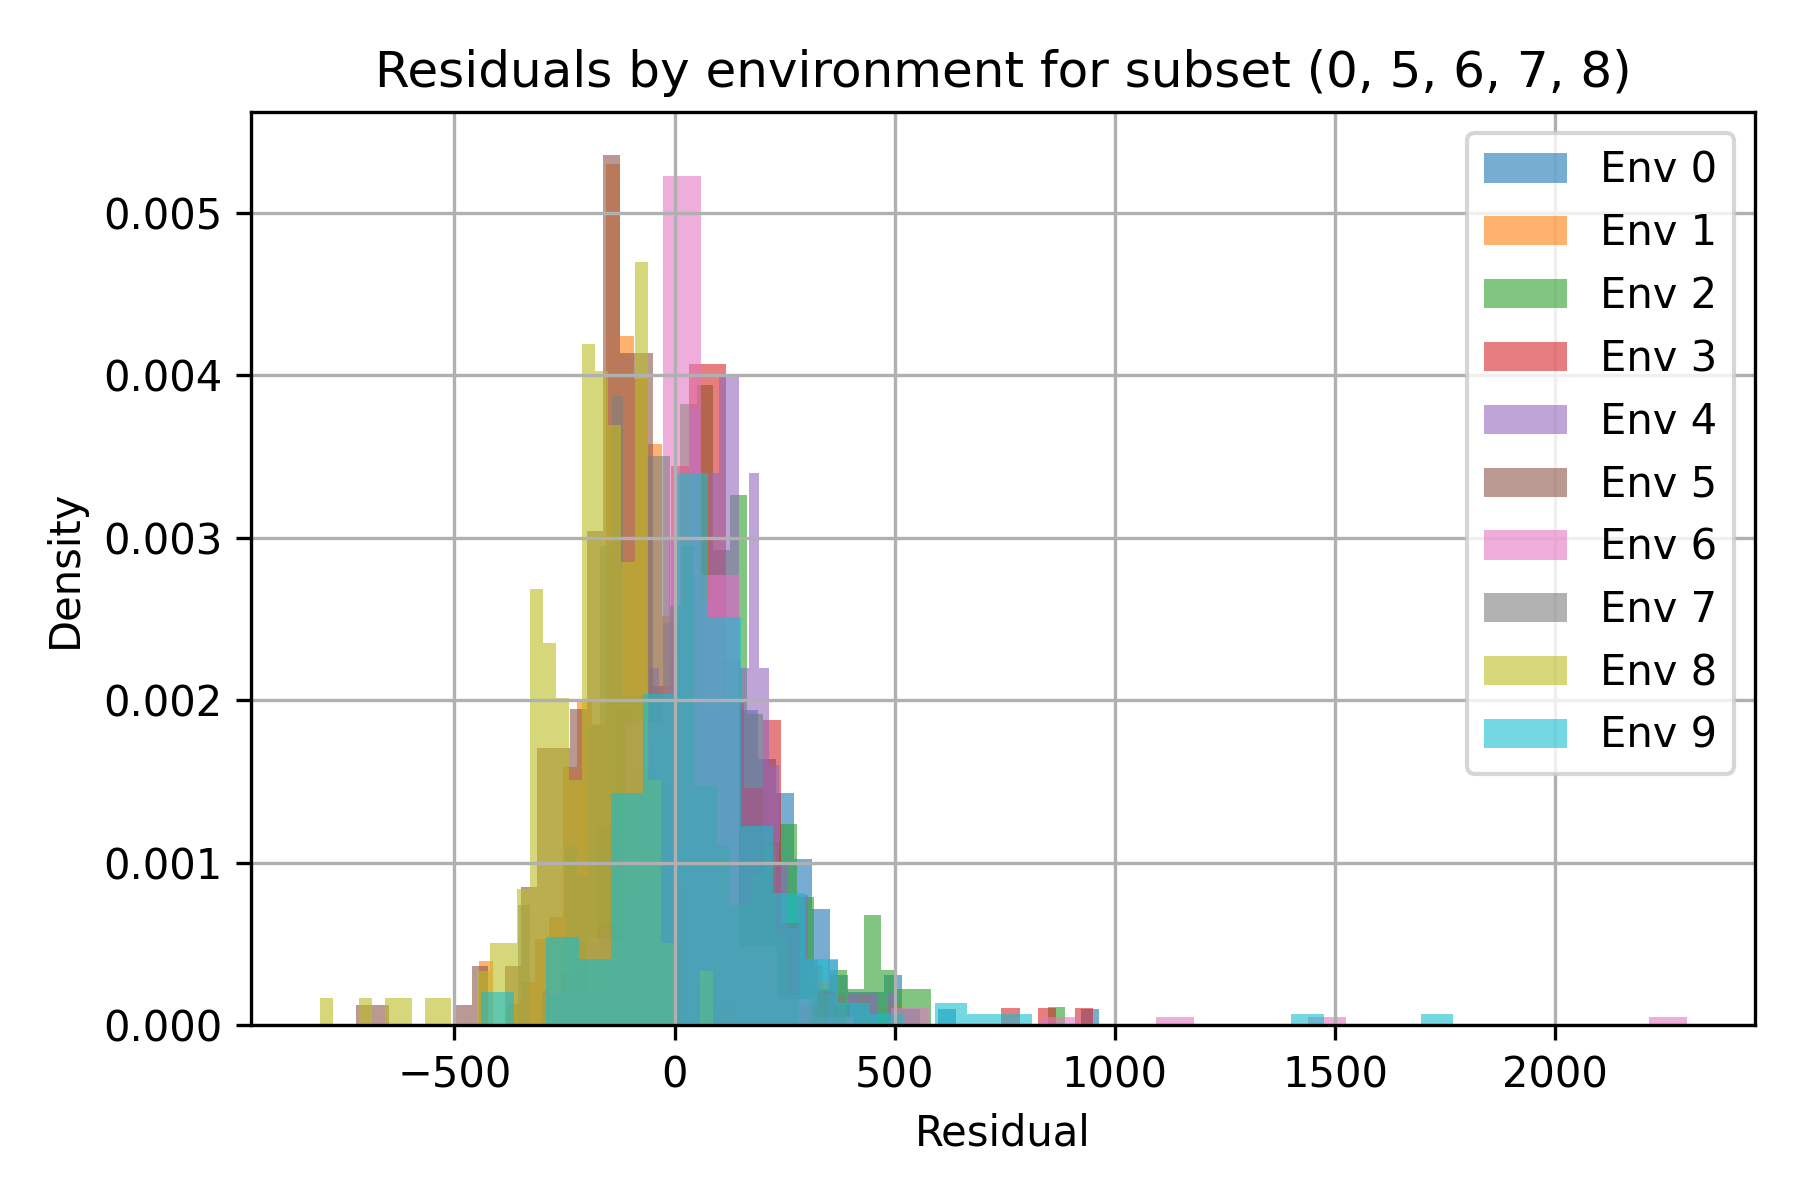 Residuals by environment for subset (0, 5, 6, 7, 8)
Density
0.005
0.004
0.003
0.002
0.001
0.000
−500 0 500 1000 1500 2000
Residual
Env 0
Env 1
Env 2
Env 3
Env 4
Env 5
Env 6
Env 7
Env 8
Env 9